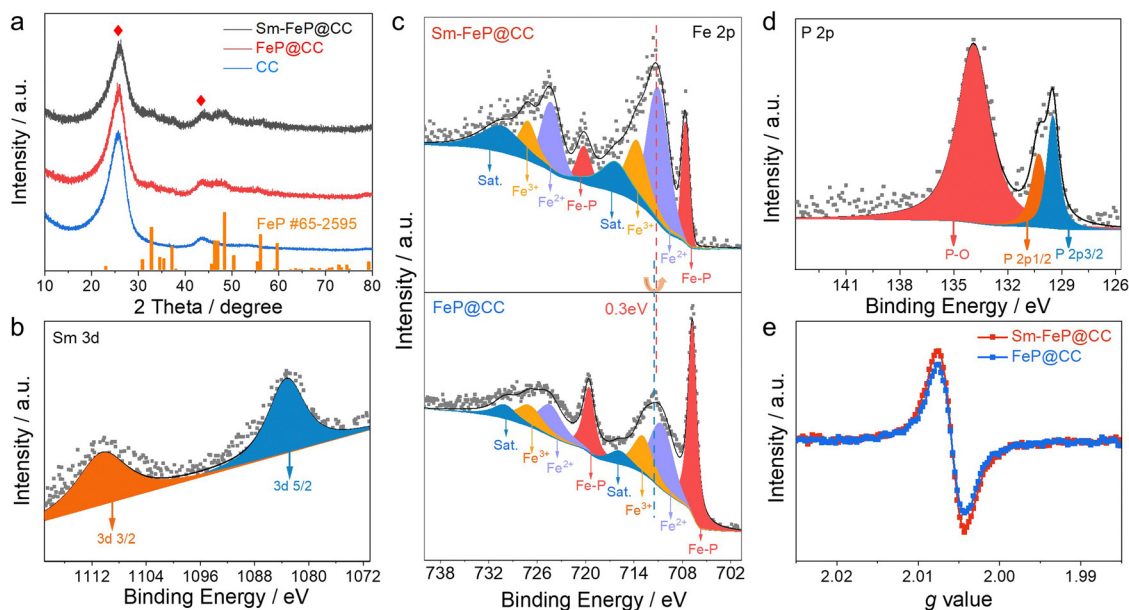 a
Sm-FeP@CC
FeP@CC
CC
Intensity / a.u.
FeP #65-2595
10 20 30 40 50 60 70 80
2 Theta / degree
b
Sm 3d
Intensity / a.u.
3d 5/2
3d 3/2
1112 1104 1096 1088 1080 1072
Binding Energy / eV
c
Sm-FeP@CC
Fe 2p
Sat.
Fe3+
Fe2+
Fe-P
Sat.
Fe3+
Fe2+
Fe-P
Intensity / a.u.
FeP@CC
0.3eV
Sat.
Fe3+
Fe2+
Fe-P
Sat.
Fe3+
Fe2+
Fe-P
738 732 726 720 714 708 702
Binding Energy / eV
d
P 2p
Intensity / a.u.
P-O
P 2p1/2
P 2p3/2
141 138 135 132 129 126
Binding Energy / eV
e
Sm-FeP@CC
FeP@CC
Intensity / a.u.
2.02 2.01 2.00 1.99
g value